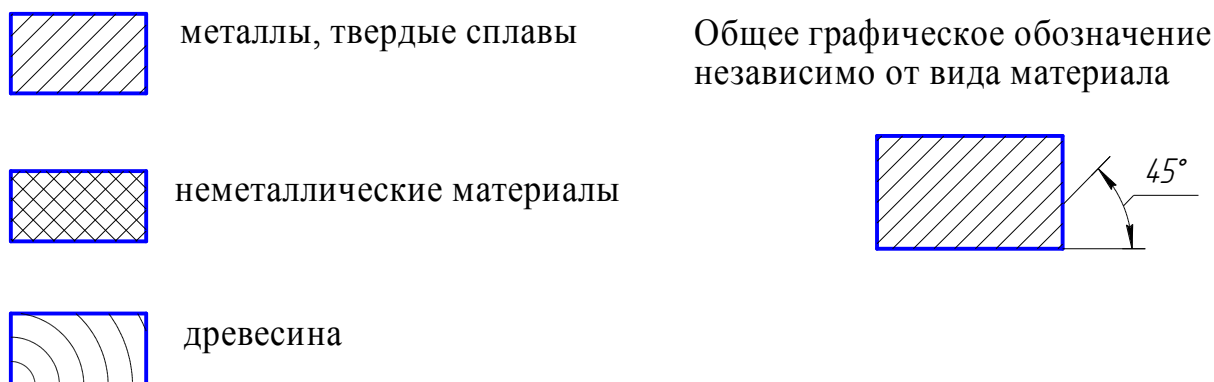 металлы, твердые сплавы
Общее графическое обозначение
независимо от вида материала
45°
неметаллические материалы
древесина